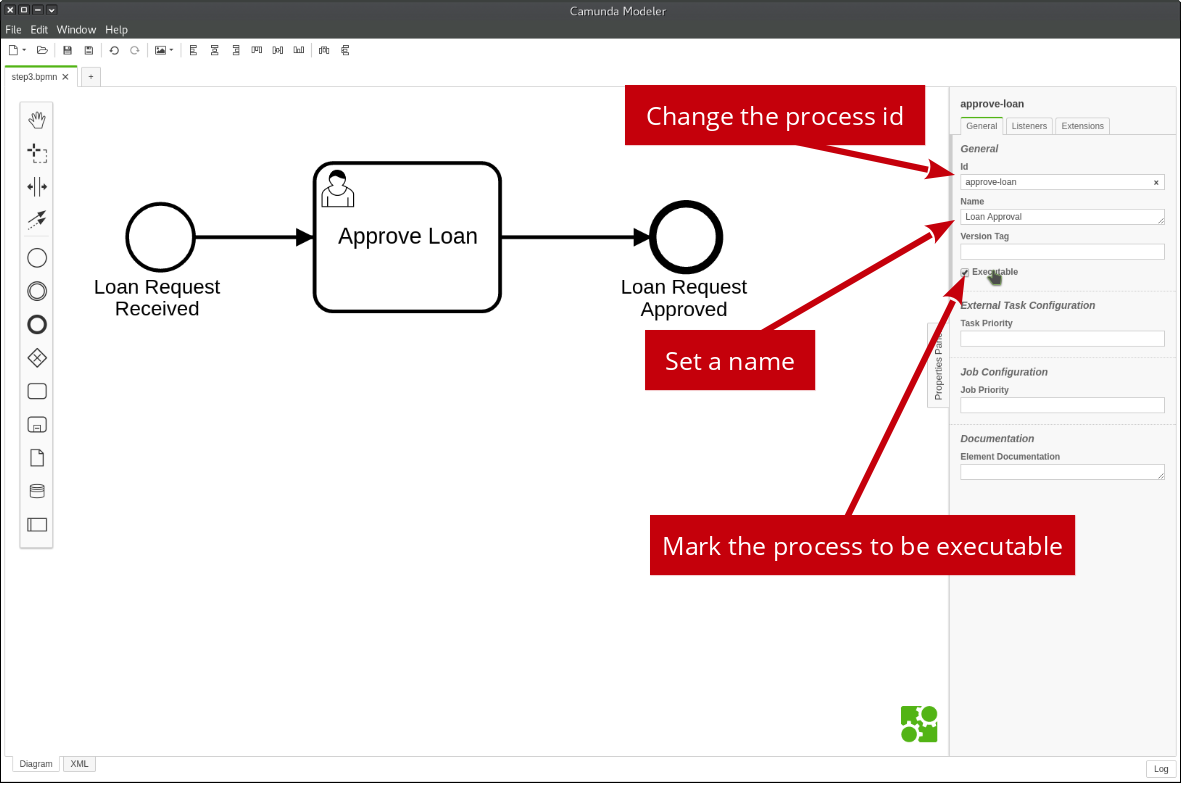 Camunda Modeler
File Edit Window Help
step3.bpmn
+
Change the process id
approve-loan
General Listeners Extensions
General
Id
approve-loan
Name
Loan Approval
Version Tag
Executable
Approve Loan
Loan Request
Received
Loan Request
Approved
External Task Configuration
Task Priority
Set a name
Properties Pan
Job Configuration
Job Priority
Documentation
Element Documentation
Mark the process to be executable
Diagram XML
Log